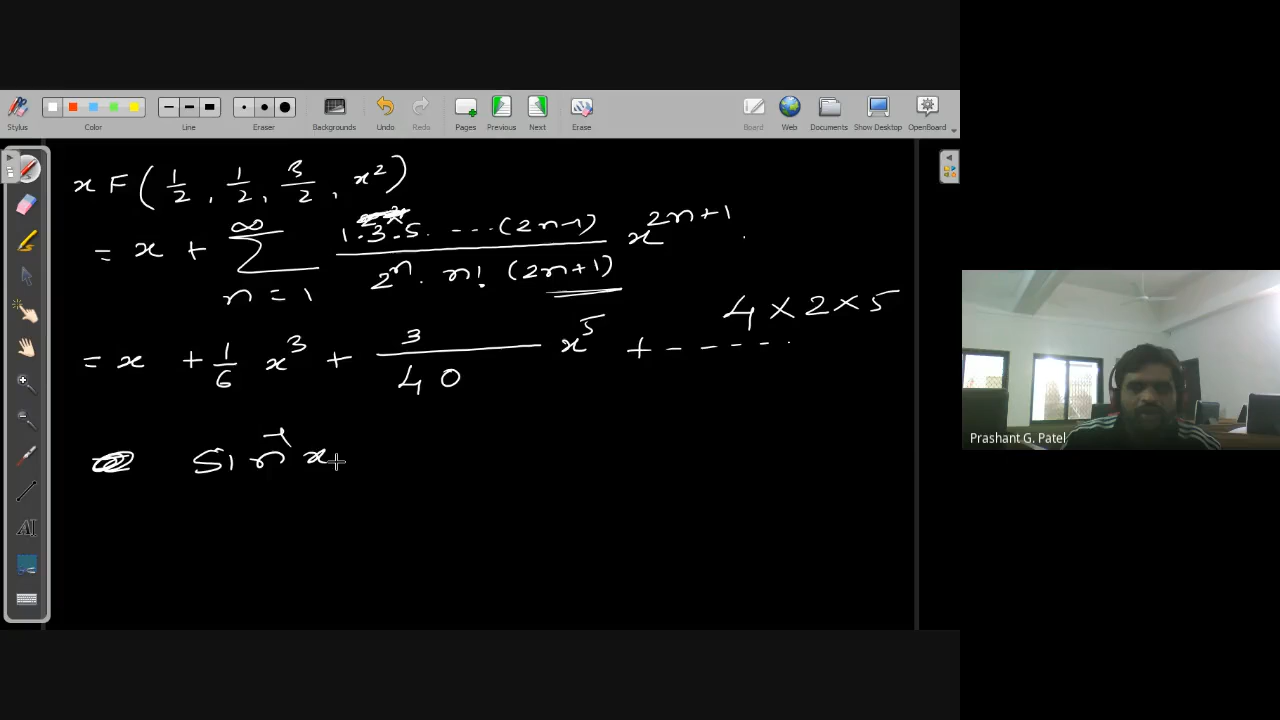 Stylus Color Line Eraser Backgrounds Undo Redo Pages Previous Next Erase Board Web Documents Show Desktop OpenBoard
x F ( 1/2 , 1/2 , 3/2 , x² )
= x + ∑_{n=1}^{∞} 1·3·5. ....(2n-1) / 2ⁿ· n! (2n+1) x^{2n+1} .
4 × 2 × 5
= x + 1/6 x³ + 3/40 x⁵ + - - - - -
Sin⁻¹ x
Prashant G. Patel